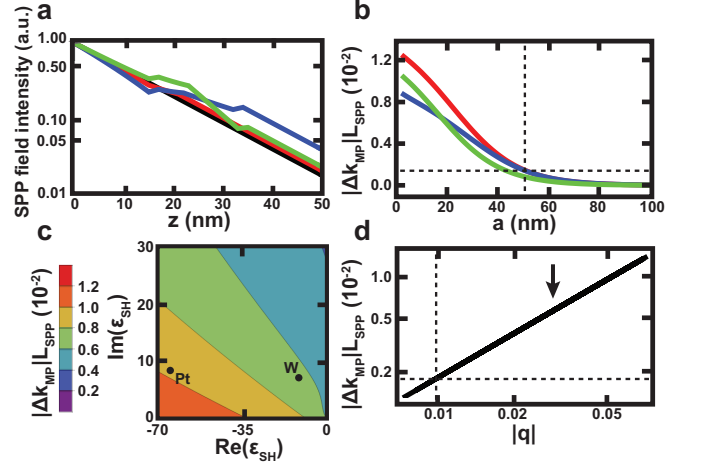 a
SPP field intensity (a.u.)
1.00
0.50
0.10
0.05
0.01
0 10 20 30 40 50
z (nm)
b
|Δk_MP|L_SPP (10⁻²)
1.2
0.8
0.4
0.0
0 20 40 60 80 100
a (nm)
c
|Δk_MP|L_SPP (10⁻²)
1.2
1.0
0.8
0.6
0.4
0.2
Im(ε_SH)
30
20
10
0
Pt
W
-70 -35 0
Re(ε_SH)
d
|Δk_MP|L_SPP (10⁻²)
1.0
0.5
0.2
0.01 0.02 0.05
|q|